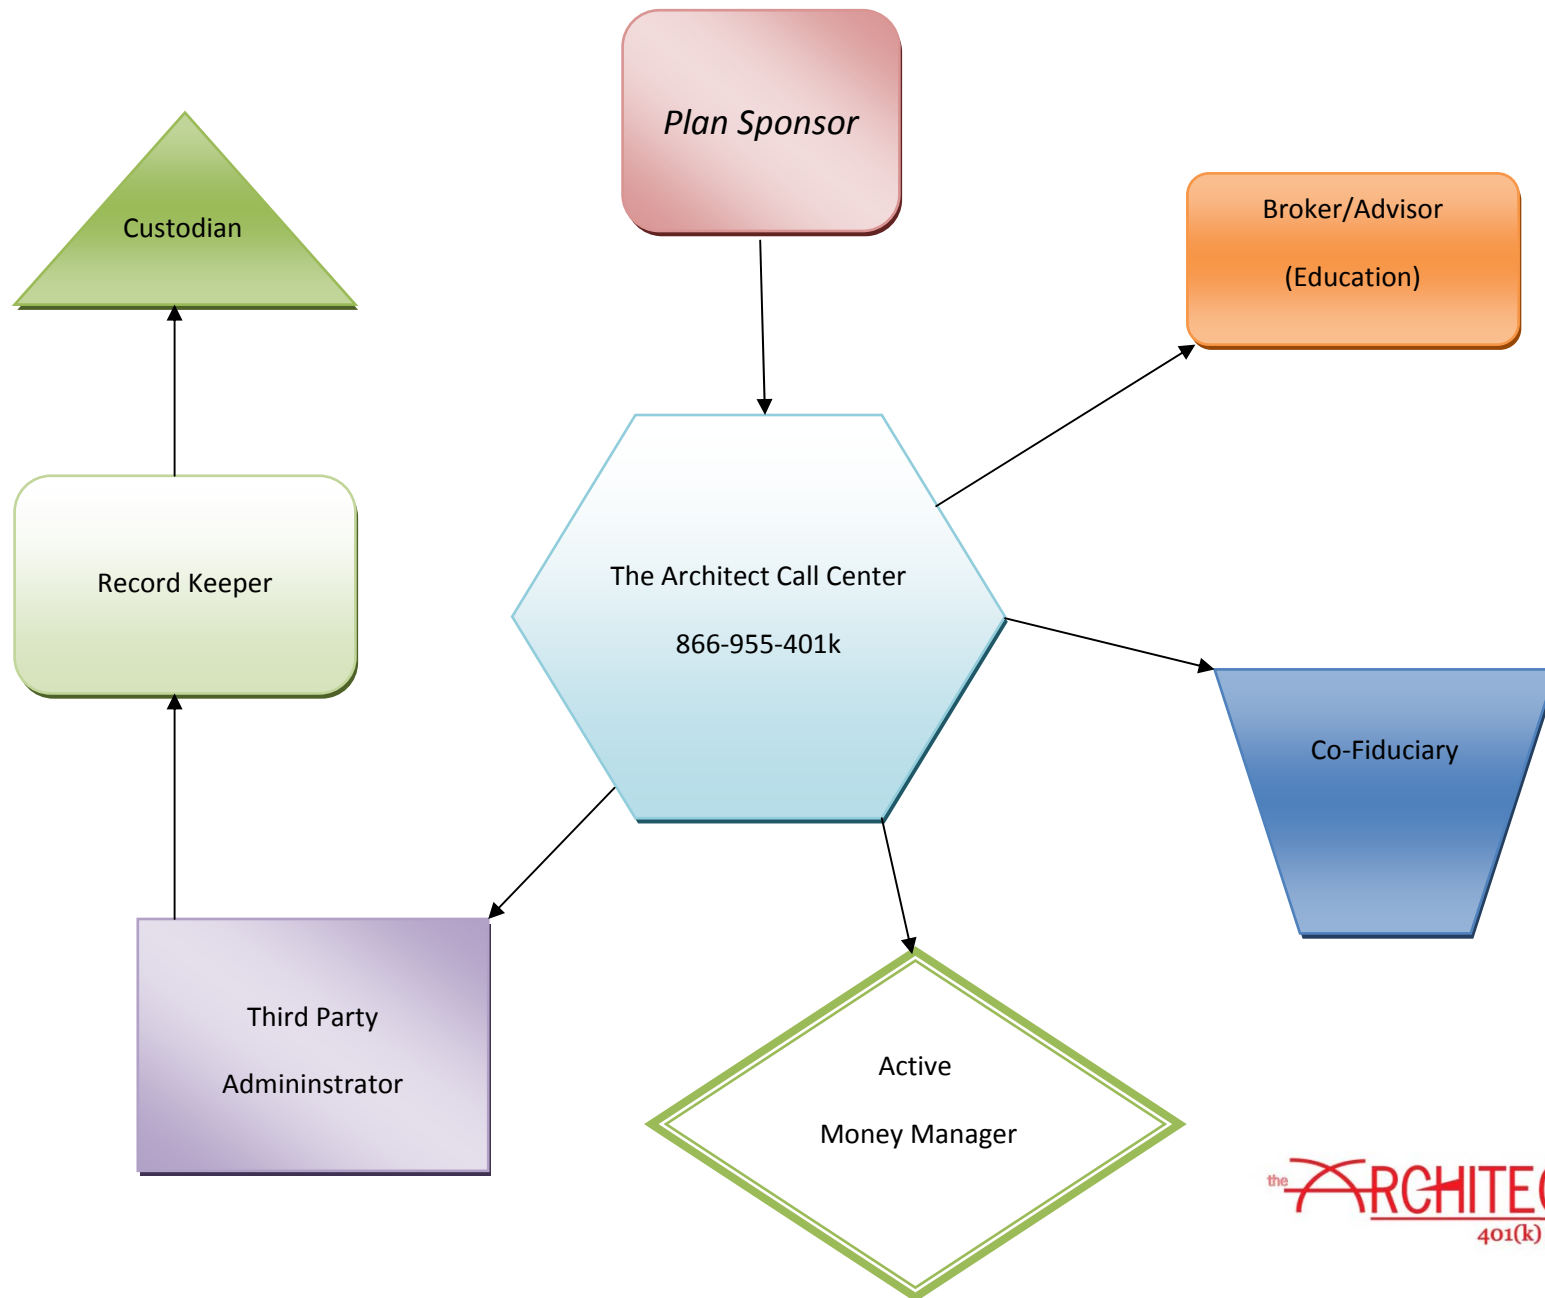 Plan Sponsor
Custodian
Broker/Advisor
(Education)
Record Keeper
The Architect Call Center
866-955-401k
Co-Fiduciary
Third Party
Admininstrator
Active
Money Manager
the
401(k)